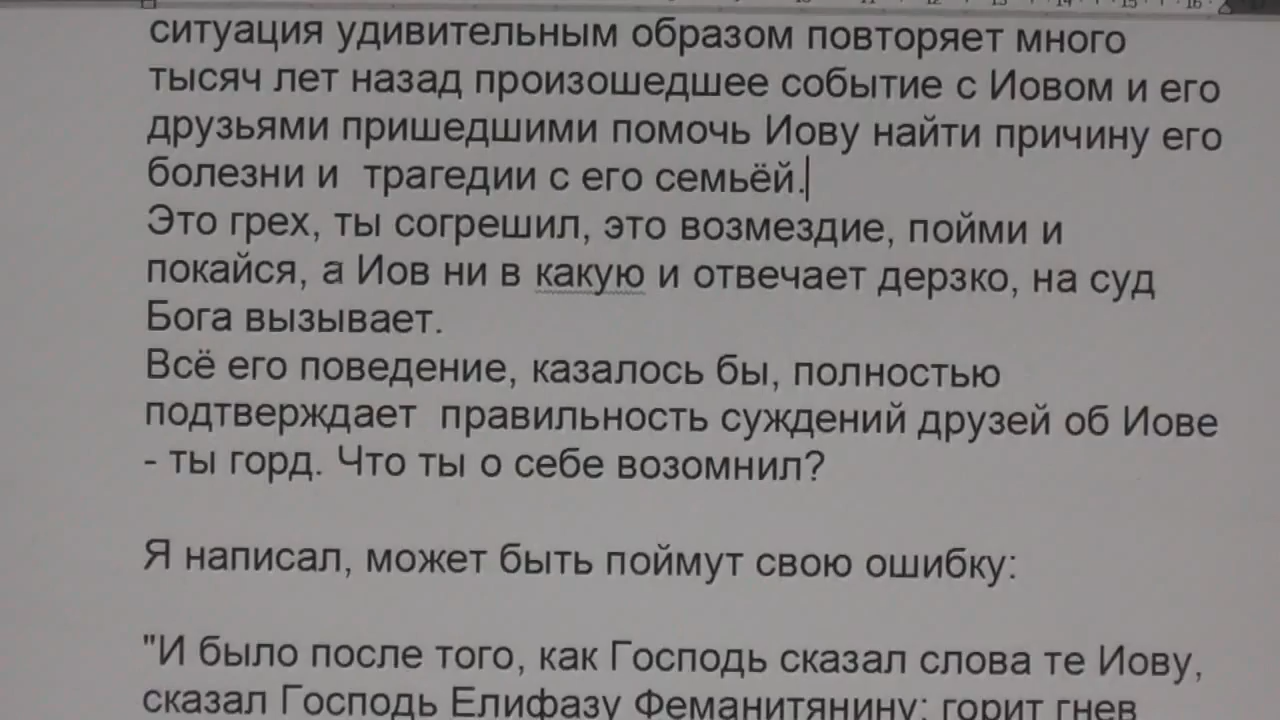 ситуация удивительным образом повторяет много
тысяч лет назад произошедшее событие с Иовом и его
друзьями пришедшими помочь Иову найти причину его
болезни и  трагедии с его семьёй.
Это грех, ты согрешил, это возмездие, пойми и
покайся, а Иов ни в какую и отвечает дерзко, на суд
Бога вызывает.
Всё его поведение, казалось бы, полностью
подтверждает  правильность суждений друзей об Иове
- ты горд. Что ты о себе возомнил?
Я написал, может быть поймут свою ошибку:
"И было после того, как Господь сказал слова те Иову,
сказал Господь Елифазу Феманитянину: горит гнев